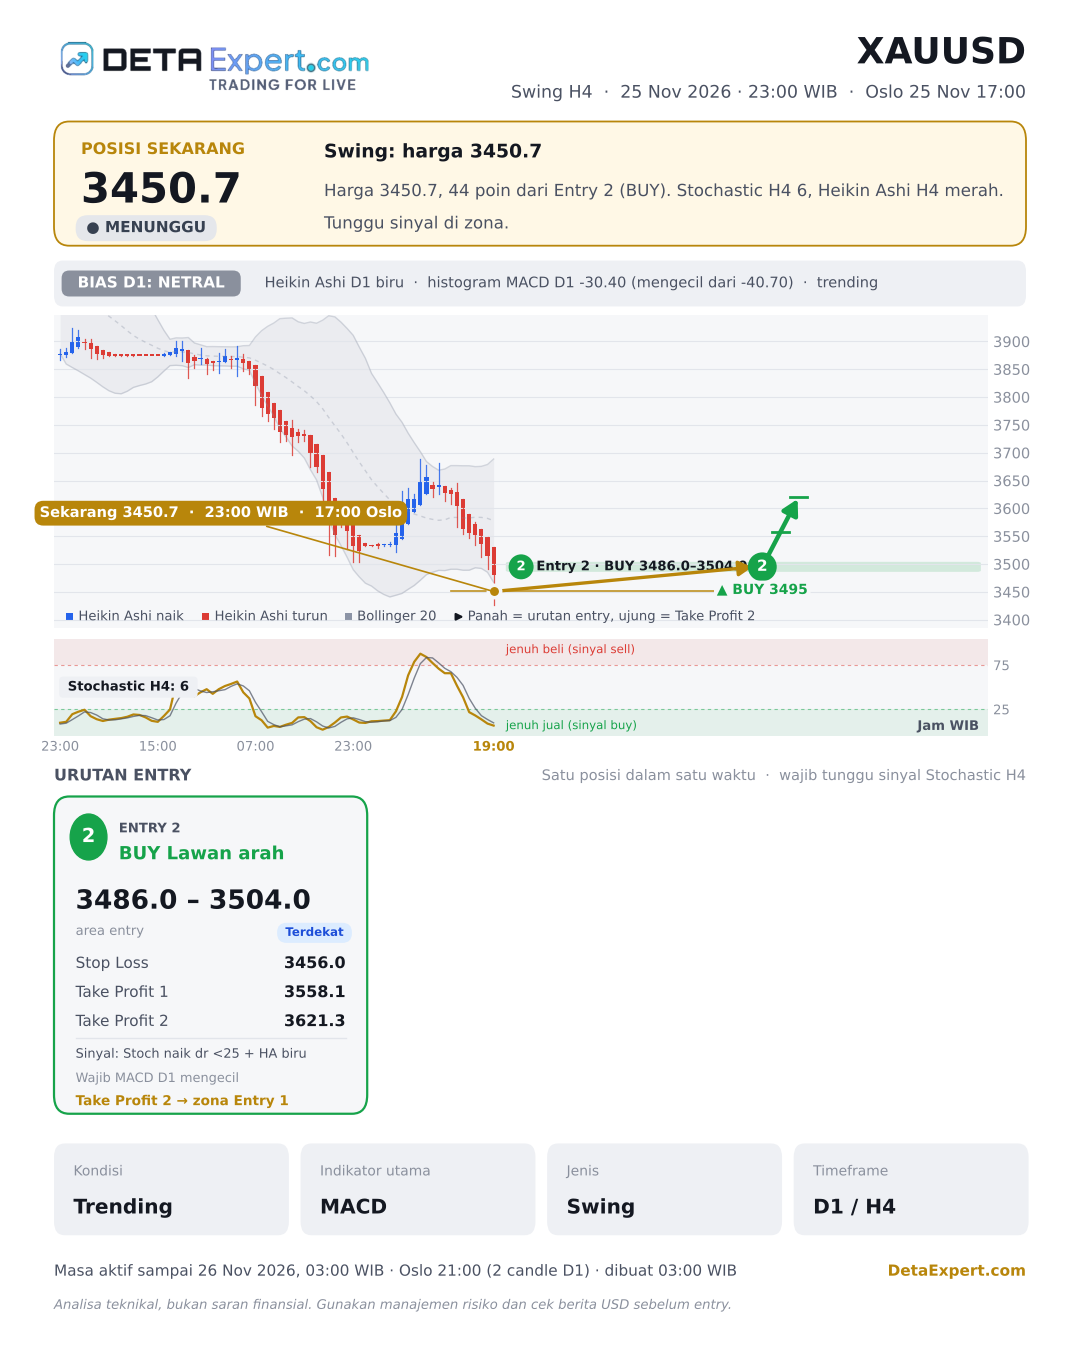 DETA Expert.com
TRADING FOR LIVE
XAUUSD
Swing H4 · 25 Nov 2026 · 23:00 WIB · Oslo 25 Nov 17:00
POSISI SEKARANG
3450.7
● MENUNGGU
Swing: harga 3450.7
Harga 3450.7, 44 poin dari Entry 2 (BUY). Stochastic H4 6, Heikin Ashi H4 merah.
Tunggu sinyal di zona.
BIAS D1: NETRAL
Heikin Ashi D1 biru · histogram MACD D1 -30.40 (mengecil dari -40.70) · trending
3900
3850
3800
3750
3700
3650
3600
3550
3500
3450
3400
Sekarang 3450.7 · 23:00 WIB · 17:00 Oslo
2
Entry 2 · BUY 3486.0–3504.0
2
▲ BUY 3495
Heikin Ashi naik
Heikin Ashi turun
Bollinger 20
Panah = urutan entry, ujung = Take Profit 2
jenuh beli (sinyal sell)
75
Stochastic H4: 6
25
jenuh jual (sinyal buy)
Jam WIB
23:00
15:00
07:00
23:00
19:00
URUTAN ENTRY
Satu posisi dalam satu waktu · wajib tunggu sinyal Stochastic H4
2
ENTRY 2
BUY Lawan arah
3486.0 – 3504.0
area entry
Terdekat
Stop Loss 3456.0
Take Profit 1 3558.1
Take Profit 2 3621.3
Sinyal: Stoch naik dr <25 + HA biru
Wajib MACD D1 mengecil
Take Profit 2 → zona Entry 1
Kondisi
Trending
Indikator utama
MACD
Jenis
Swing
Timeframe
D1 / H4
Masa aktif sampai 26 Nov 2026, 03:00 WIB · Oslo 21:00 (2 candle D1) · dibuat 03:00 WIB
DetaExpert.com
Analisa teknikal, bukan saran finansial. Gunakan manajemen risiko dan cek berita USD sebelum entry.